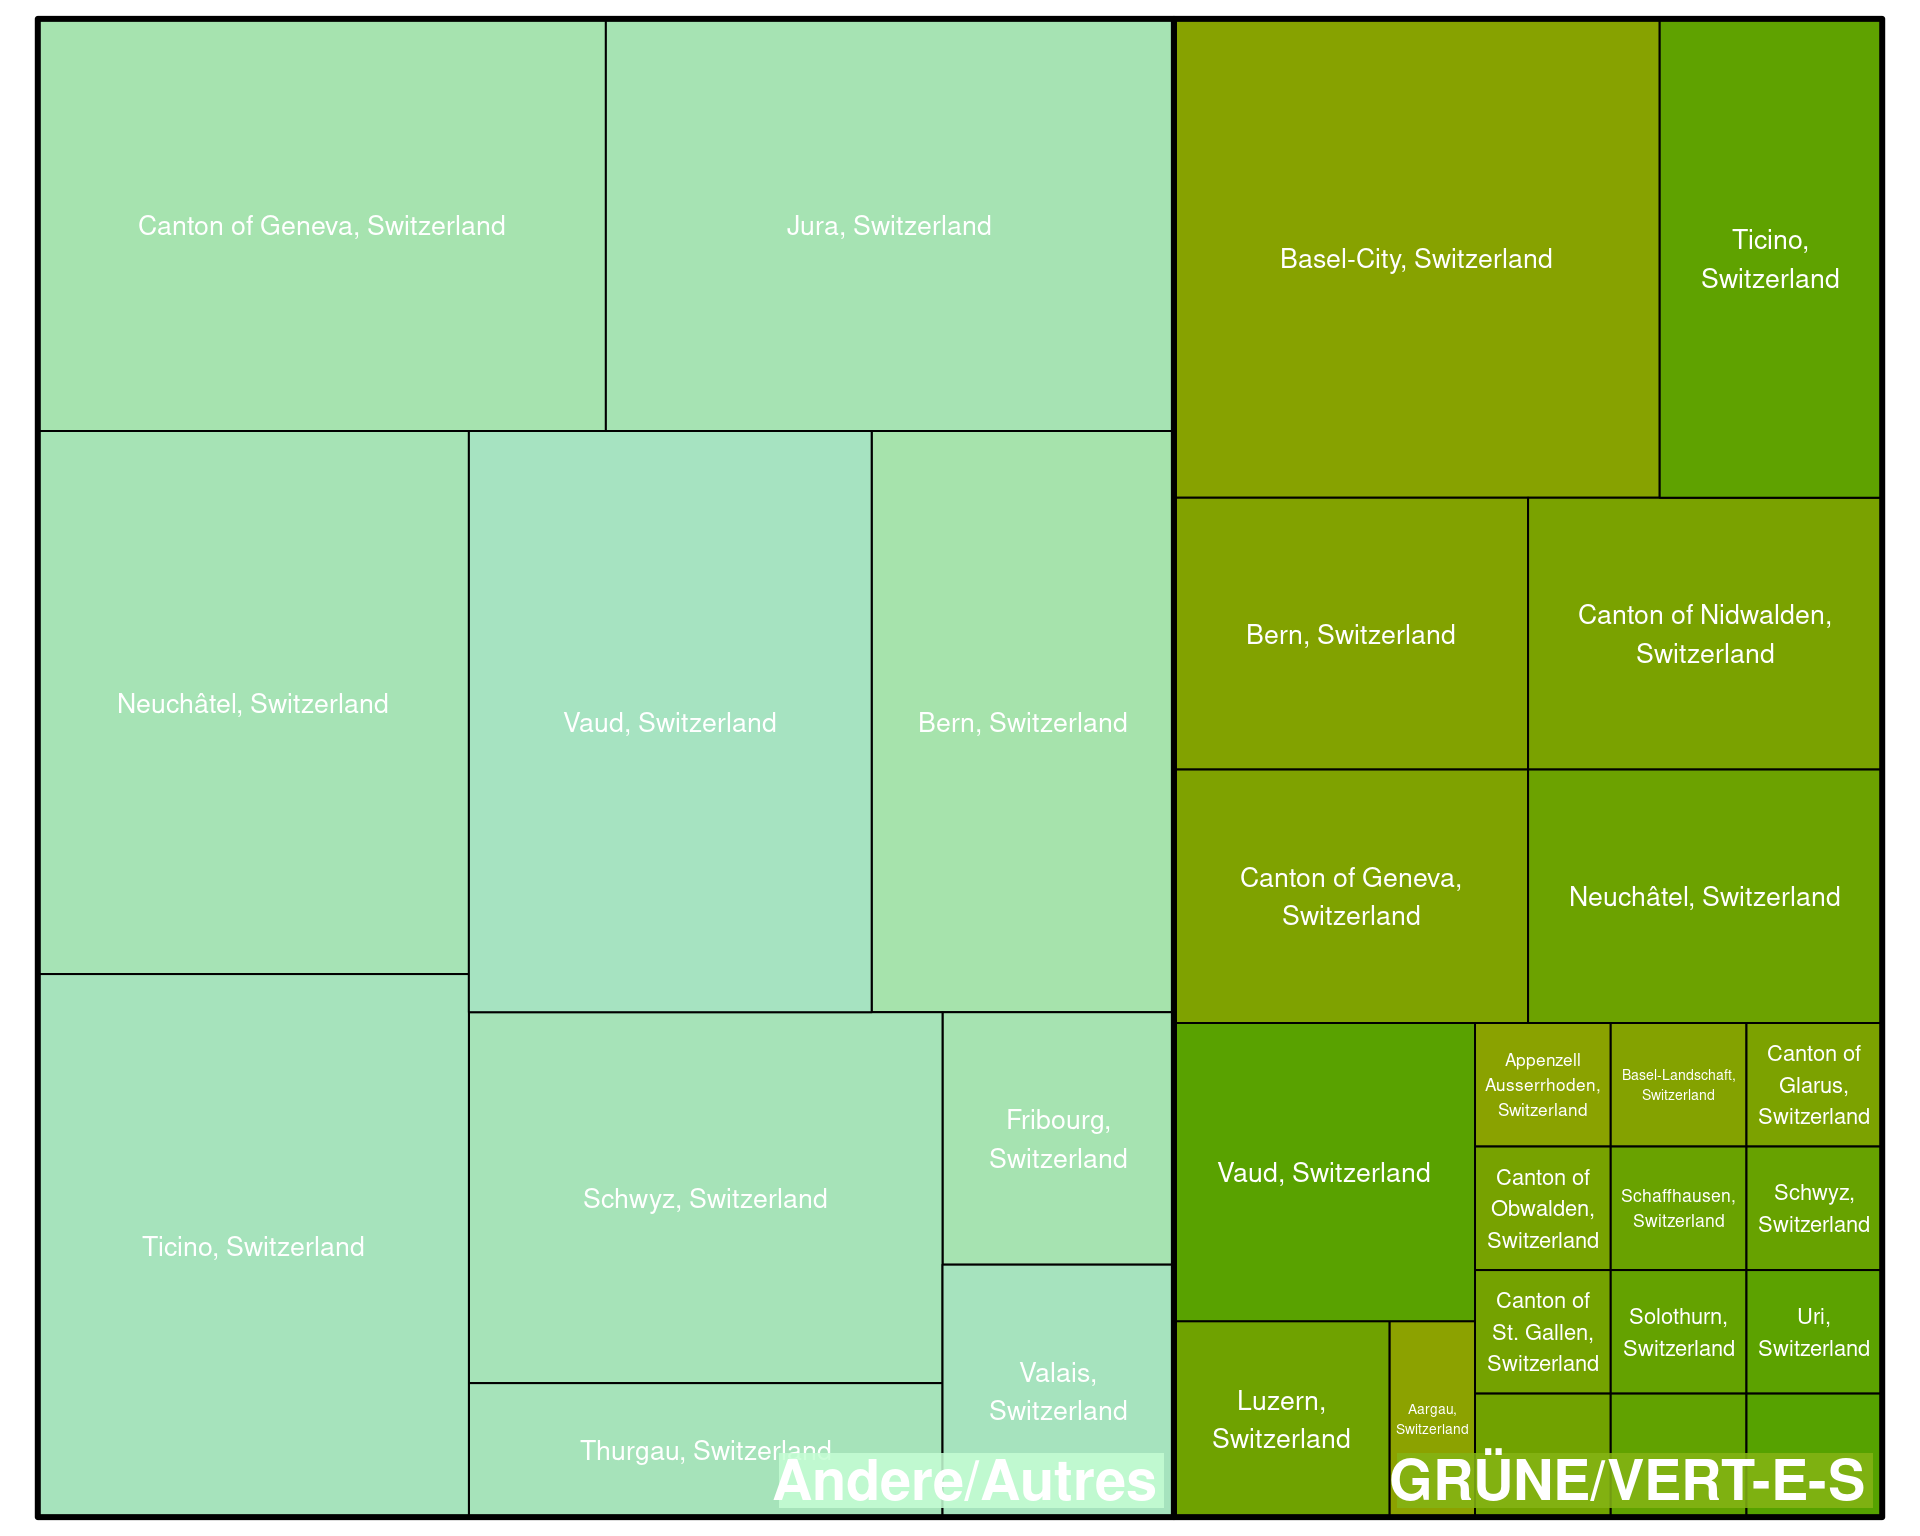 Canton of Geneva, Switzerland
Jura, Switzerland
Neuchâtel, Switzerland
Vaud, Switzerland
Bern, Switzerland
Ticino, Switzerland
Schwyz, Switzerland
Fribourg,
Switzerland
Valais,
Switzerland
Thurgau, Switzerland
Andere/Autres
Basel-City, Switzerland
Ticino,
Switzerland
Bern, Switzerland
Canton of Nidwalden,
Switzerland
Canton of Geneva,
Switzerland
Neuchâtel, Switzerland
Vaud, Switzerland
Appenzell
Ausserrhoden,
Switzerland
Basel-Landschaft,
Switzerland
Canton of
Glarus,
Switzerland
Canton of
Obwalden,
Switzerland
Schaffhausen,
Switzerland
Schwyz,
Switzerland
Canton of
St. Gallen,
Switzerland
Solothurn,
Switzerland
Uri,
Switzerland
Luzern,
Switzerland
Aargau,
Switzerland
GRÜNE/VERT-E-S